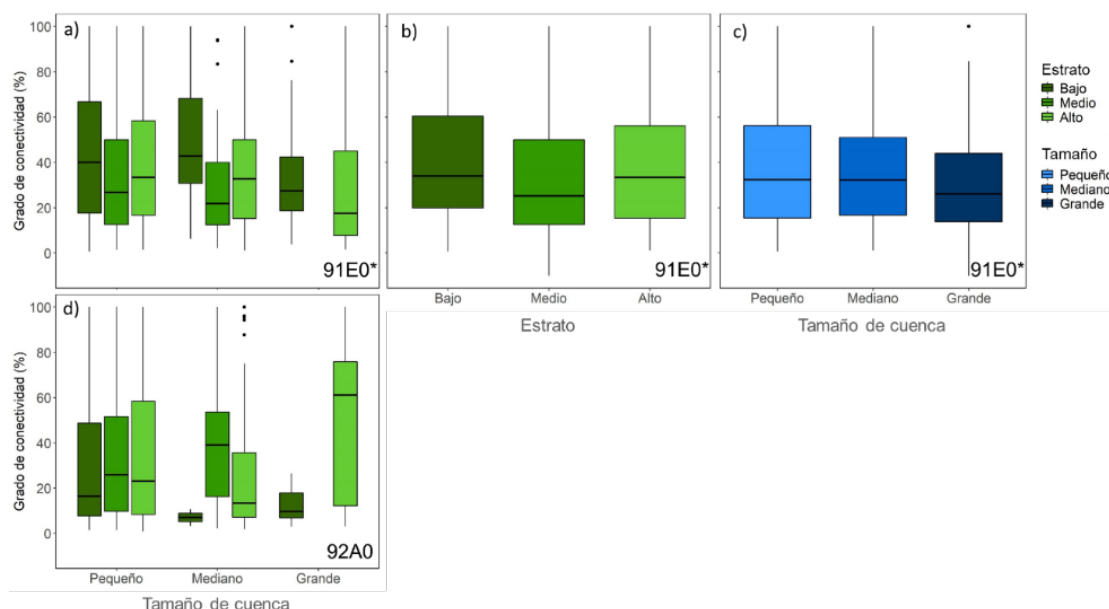 a)
Grado de conectividad (%)
100
80
60
40
20
0
91E0*
b)
91E0*
Bajo
Medio
Alto
Estrato
c)
91E0*
Pequeño
Mediano
Grande
Tamaño de cuenca
Estrato
Bajo
Medio
Alto
Tamaño
Pequeño
Mediano
Grande
d)
Grado de conectividad (%)
100
80
60
40
20
0
92A0
Pequeño
Mediano
Grande
Tamaño de cuenca